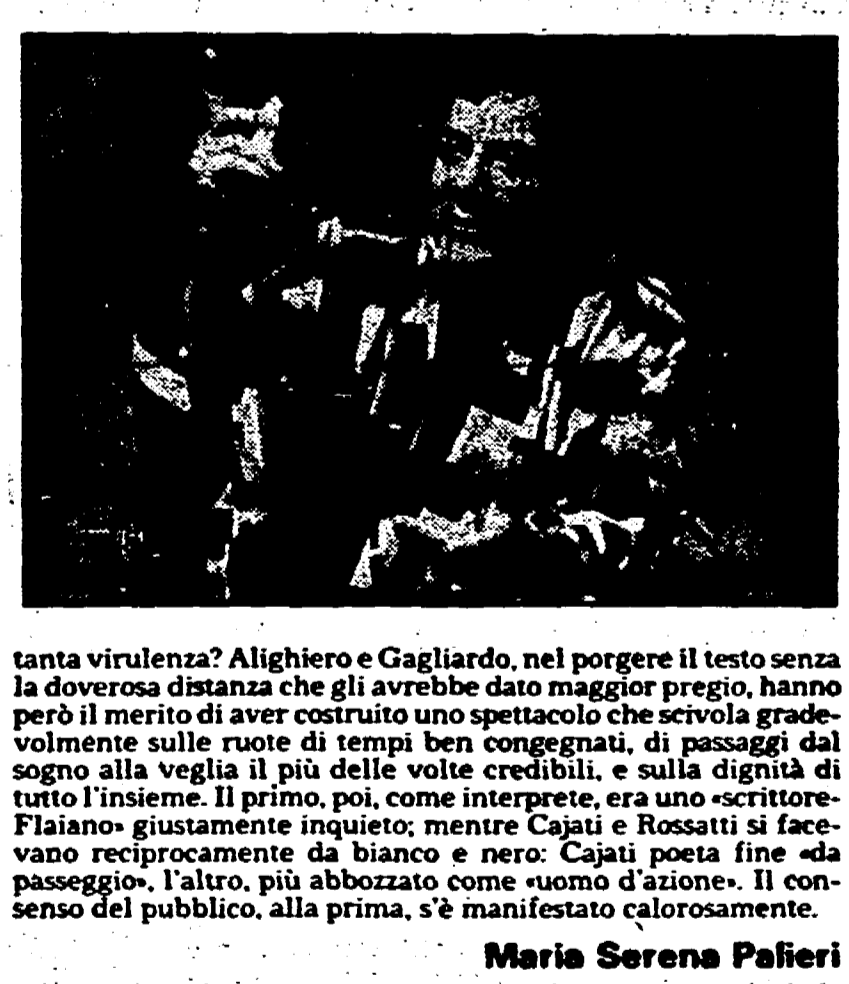 tanta virulenza? Alighiero e Gagliardo, nel porgere il testo senza
la doverosa distanza che gli avrebbe dato maggior pregio, hanno
però il merito di aver costruito uno spettacolo che scivola grade-
volmente sulle ruote di tempi ben congegnati, di passaggi dal
sogno alla veglia il più delle volte credibili, e sulla dignità di
tutto l'insieme. Il primo, poi, come interprete, era uno «scrittore-
Flaiano» giustamente inquieto; mentre Cajati e Rossatti si face-
vano reciprocamente da bianco e nero: Cajati poeta fine «da
passeggio», l'altro, più abbozzato come «uomo d'azione». Il con-
senso del pubblico, alla prima, s'è manifestato calorosamente.
Maria Serena Palieri